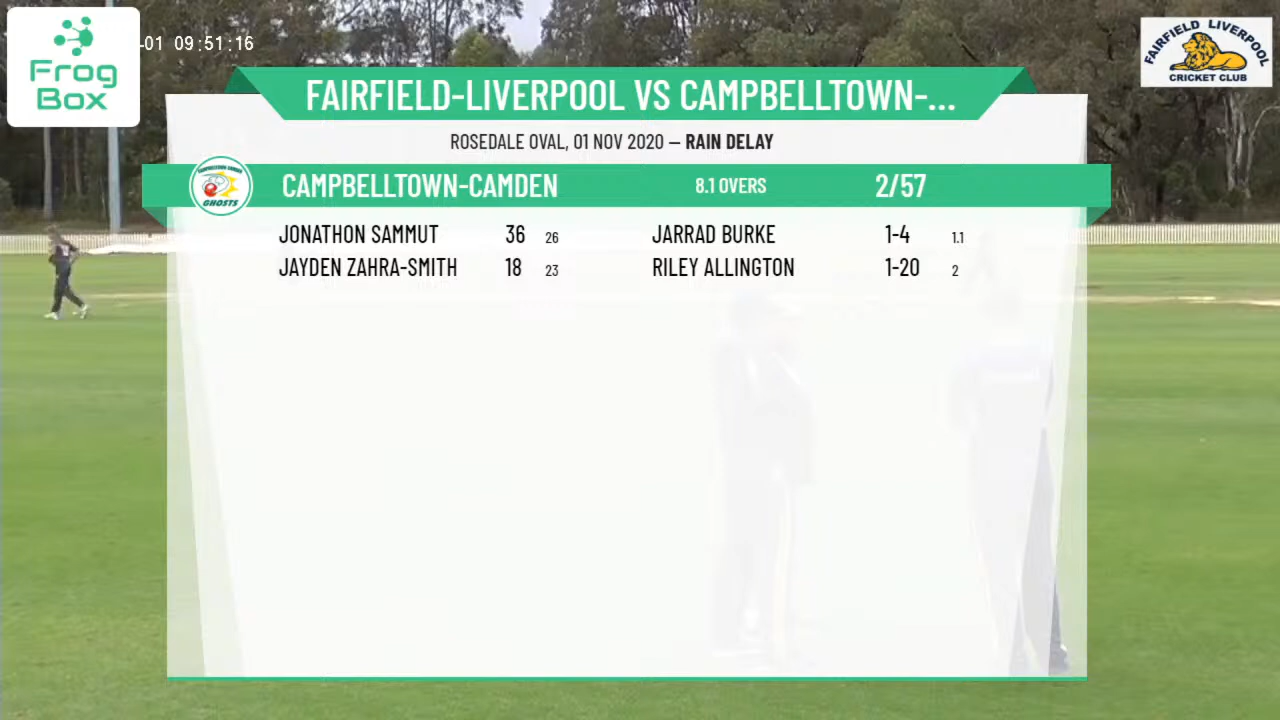 Frog
Box
-01 09:51:16
FAIRFIELD LIVERPOOL
CRICKET CLUB
FAIRFIELD-LIVERPOOL VS CAMPBELLTOWN-...
ROSEDALE OVAL, 01 NOV 2020 – RAIN DELAY
GHOSTS
CAMPBELLTOWN-CAMDEN 8.1 OVERS 2/57
JONATHON SAMMUT 36 26 JARRAD BURKE 1-4 1.1
JAYDEN ZAHRA-SMITH 18 23 RILEY ALLINGTON 1-20 2